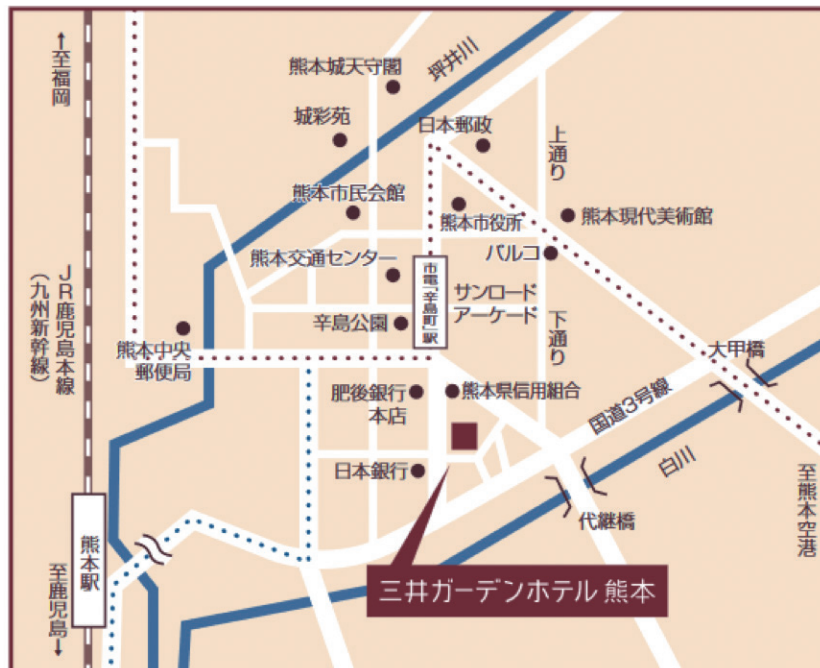 ←至福岡
熊本城天守閣
坪井川
城彩苑
日本郵政
上通り
熊本市民会館
熊本市役所
熊本現代美術館
熊本交通センター
パルコ
市電「辛島町」駅
サンロード
アーケード
JR鹿児島本線
(九州新幹線)
辛島公園
下通り
熊本中央
郵便局
大甲橋
肥後銀行
本店
熊本県信用組合
国道3号線
日本銀行
白川
代継橋
至熊本空港
熊本駅
至鹿児島→
三井ガーデンホテル 熊本